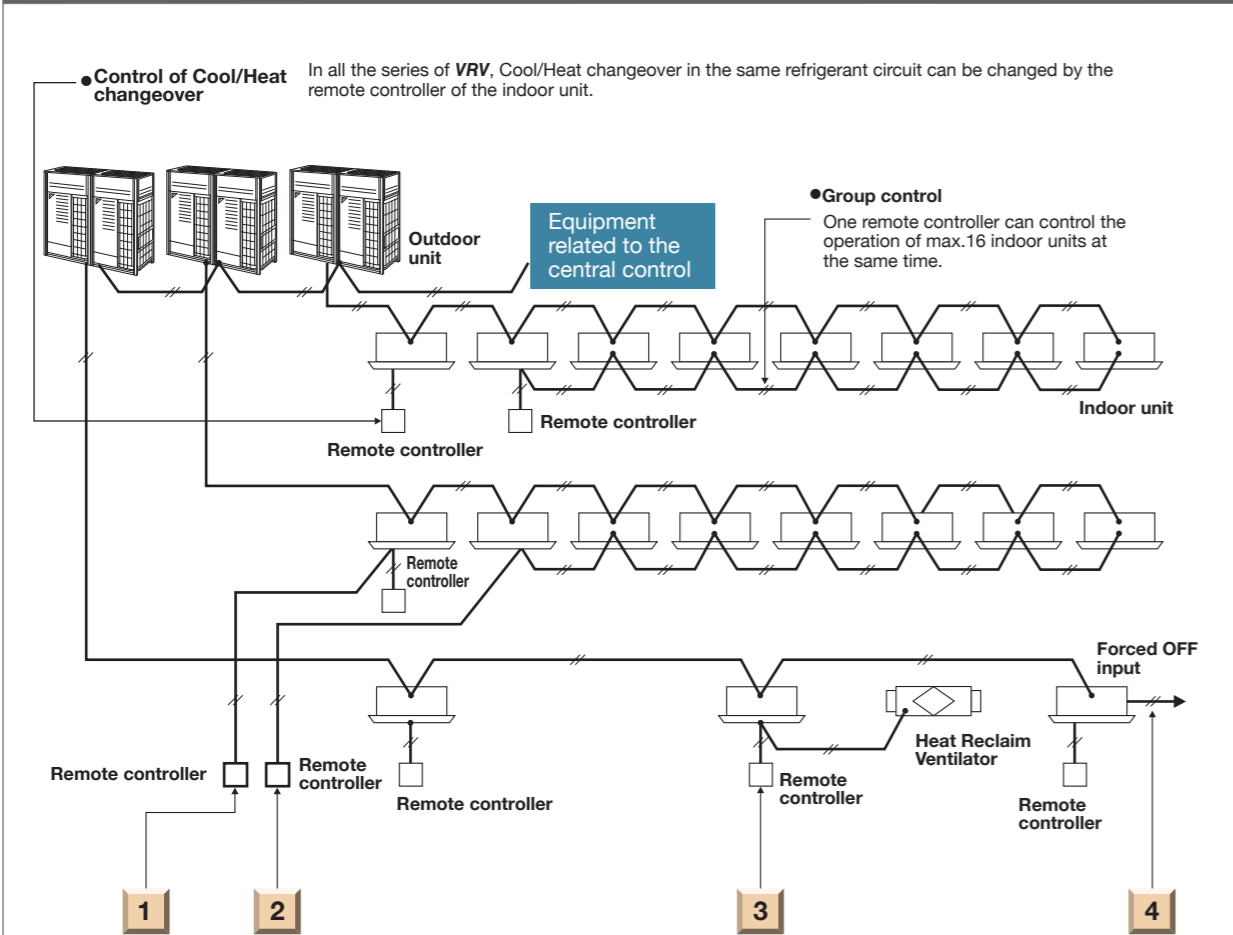 ●Control of Cool/Heat
changeover
In all the series of VRV, Cool/Heat changeover in the same refrigerant circuit can be changed by the
remote controller of the indoor unit.
Outdoor
unit
Equipment
related to the
central control
●Group control
One remote controller can control the
operation of max.16 indoor units at
the same time.
Remote controller
Remote controller
Indoor unit
Remote
controller
Forced OFF
input
Remote controller
Remote
controller
Remote controller
Remote
controller
Heat Reclaim
Ventilator
Remote
controller
1
2
3
4